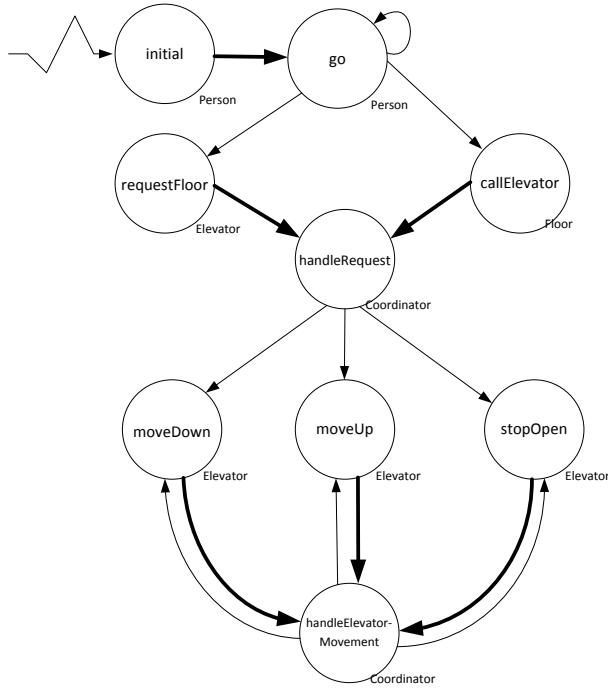 initial
Person
go
Person
requestFloor
Elevator
callElevator
Floor
handleRequest
Coordinator
moveDown
Elevator
moveUp
Elevator
stopOpen
Elevator
handleElevator-
Movement
Coordinator